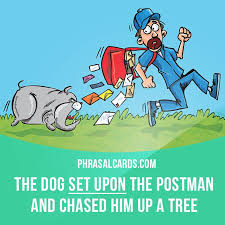 PHRASALCARDS.COM
THE DOG SET UPON THE POSTMAN
AND CHASED HIM UP A TREE